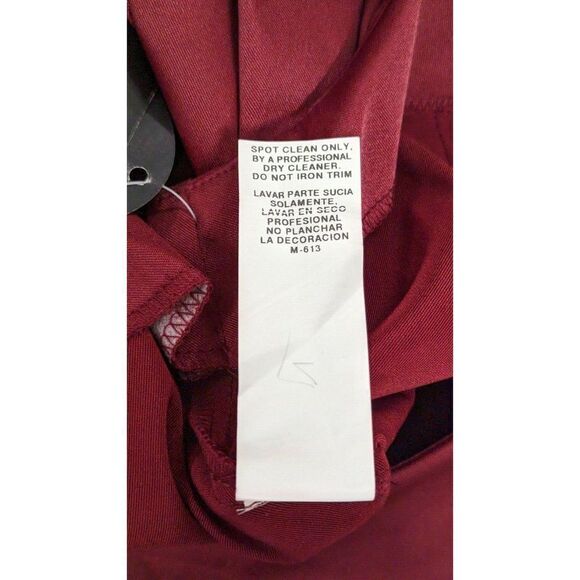 SPOT CLEAN ONLY,
BY A PROFESSIONAL
DRY CLEANER.
DO NOT IRON TRIM
LAVAR PARTE SUCIA
SOLAMENTE,
LAVAR EN SECO
PROFESIONAL
NO PLANCHAR
LA DECORACION
M-613